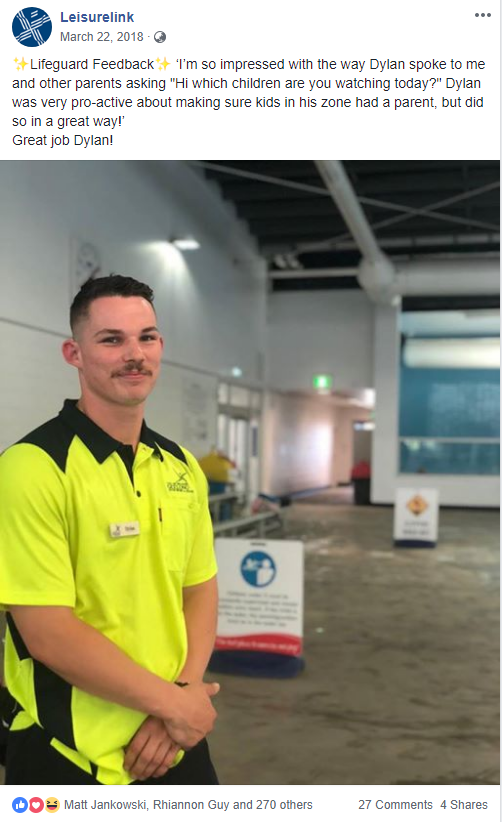 Leisurelink
March 22, 2018 ·
✨Lifeguard Feedback✨ 'I'm so impressed with the way Dylan spoke to me
and other parents asking "Hi which children are you watching today?" Dylan
was very pro-active about making sure kids in his zone had a parent, but did
so in a great way!'
Great job Dylan!
Matt Jankowski, Rhiannon Guy and 270 others
27 Comments 4 Shares